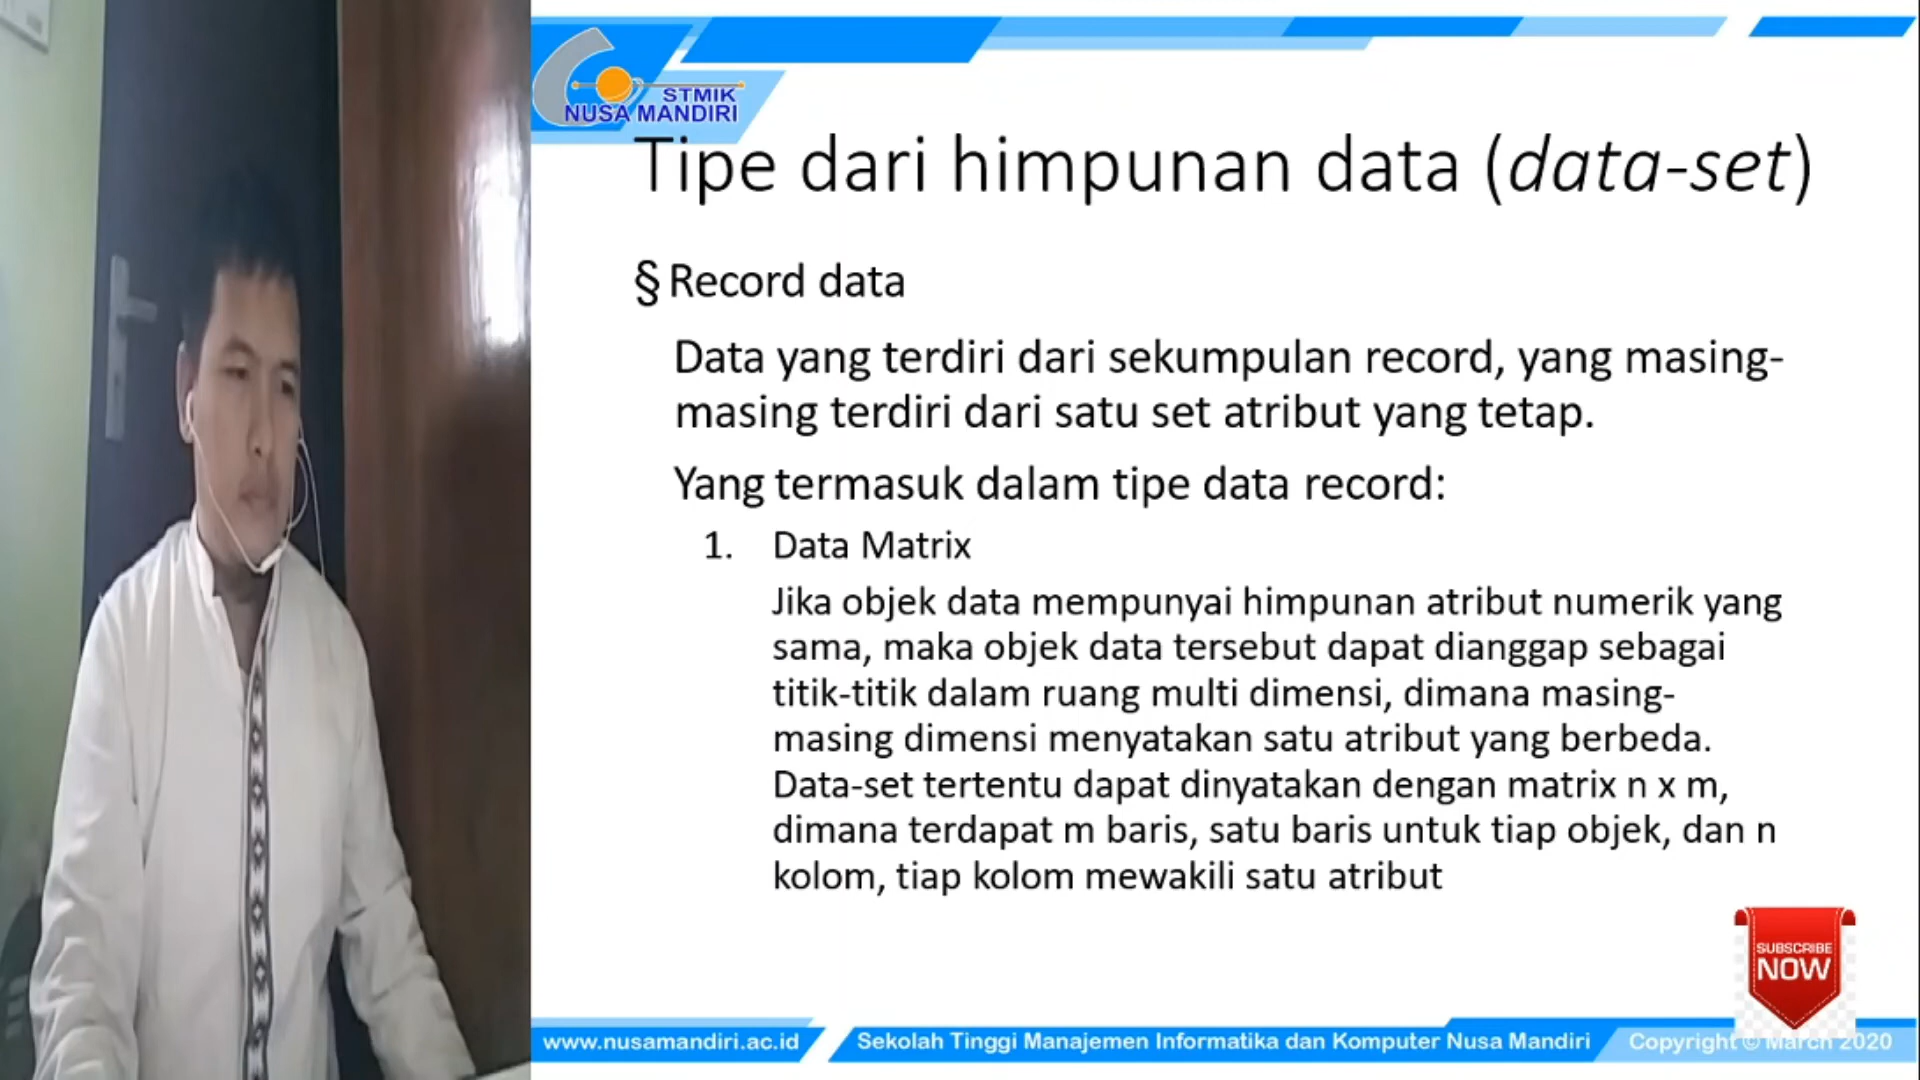 STMIK
NUSA MANDIRI
Tipe dari himpunan data (data-set)
§ Record data
Data yang terdiri dari sekumpulan record, yang masing-
masing terdiri dari satu set atribut yang tetap.
Yang termasuk dalam tipe data record:
1. Data Matrix
Jika objek data mempunyai himpunan atribut numerik yang
sama, maka objek data tersebut dapat dianggap sebagai
titik-titik dalam ruang multi dimensi, dimana masing-
masing dimensi menyatakan satu atribut yang berbeda.
Data-set tertentu dapat dinyatakan dengan matrix n x m,
dimana terdapat m baris, satu baris untuk tiap objek, dan n
kolom, tiap kolom mewakili satu atribut
SUBSCRIBE
NOW
www.nusamandiri.ac.id Sekolah Tinggi Manajemen Informatika dan Komputer Nusa Mandiri Copyright © March 2020